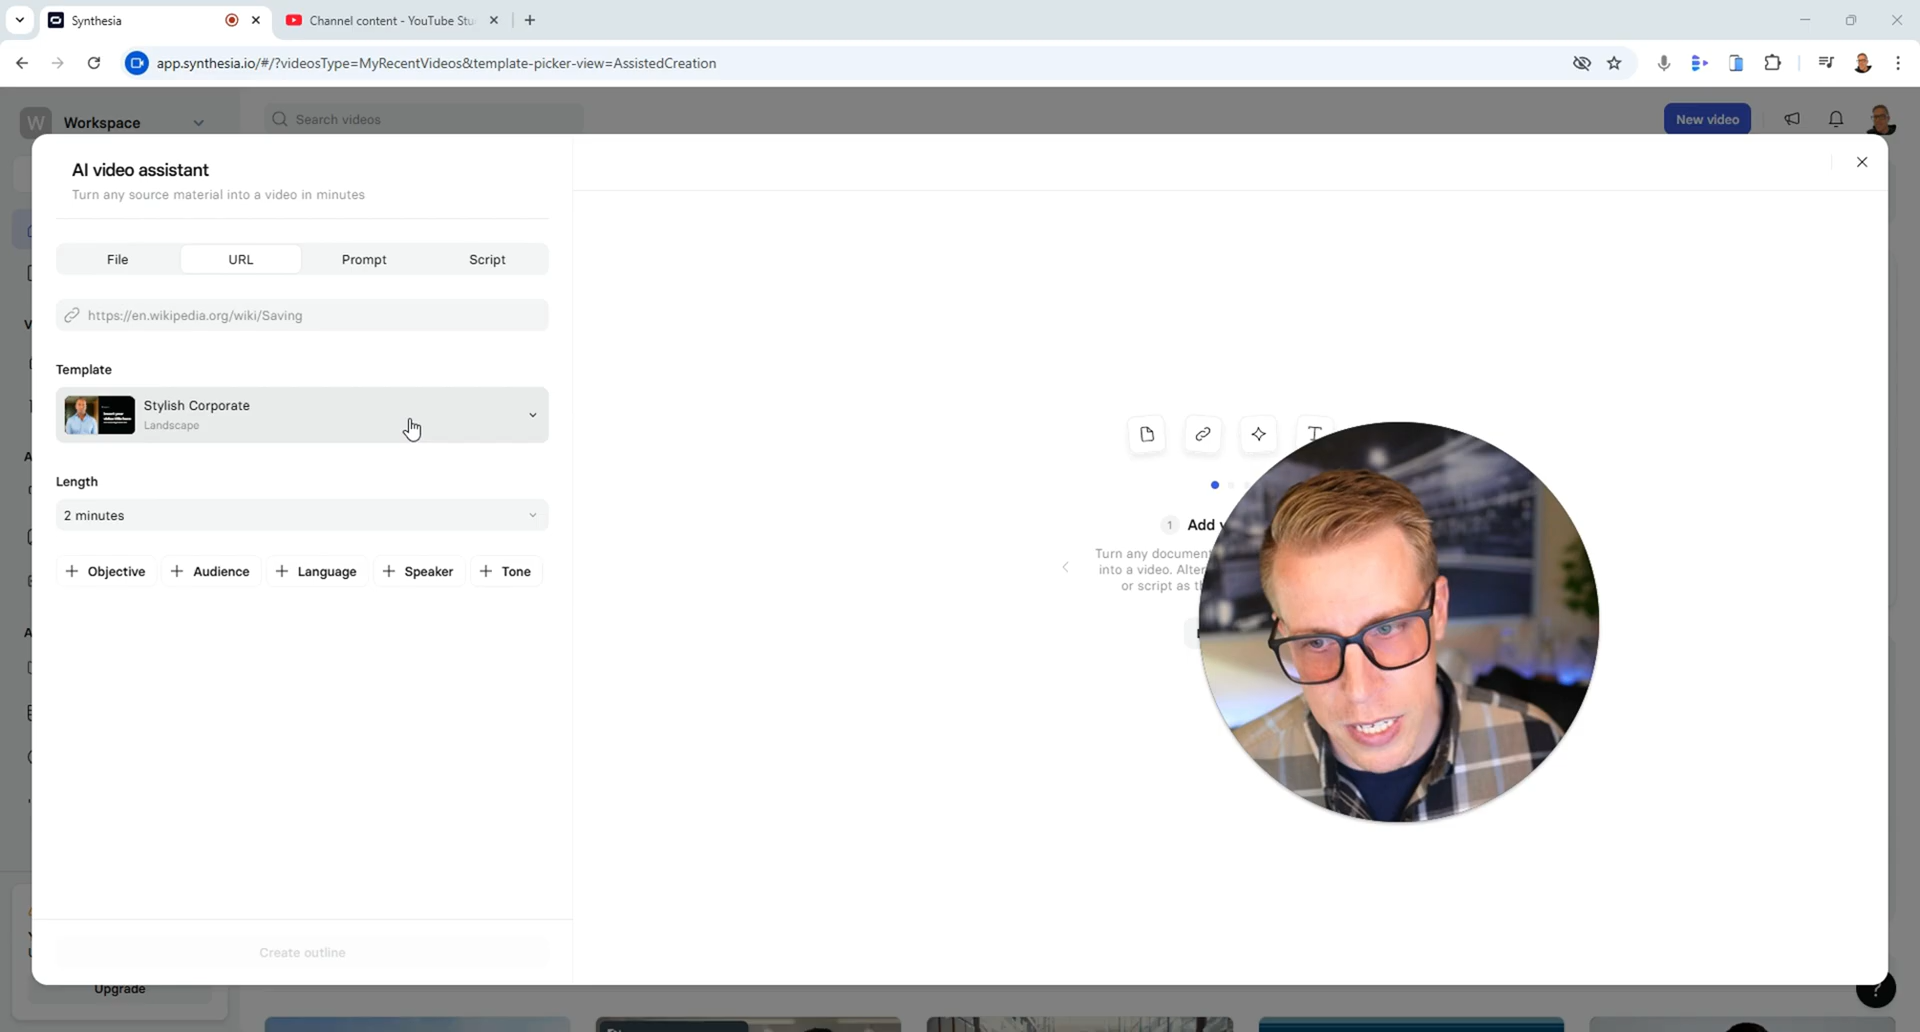 Synthesia
Channel content - YouTube Stu
app.synthesia.io/#/?videosType=MyRecentVideos&template-picker-view=AssistedCreation
W Workspace
Search videos
New video
AI video assistant
Turn any source material into a video in minutes
File URL Prompt Script
https://en.wikipedia.org/wiki/Saving
Template
Stylish Corporate
Landscape
Length
2 minutes
Objective Audience Language Speaker Tone
Create outline
Upgrade
1 Add
Turn any document
into a video.
or script as
?